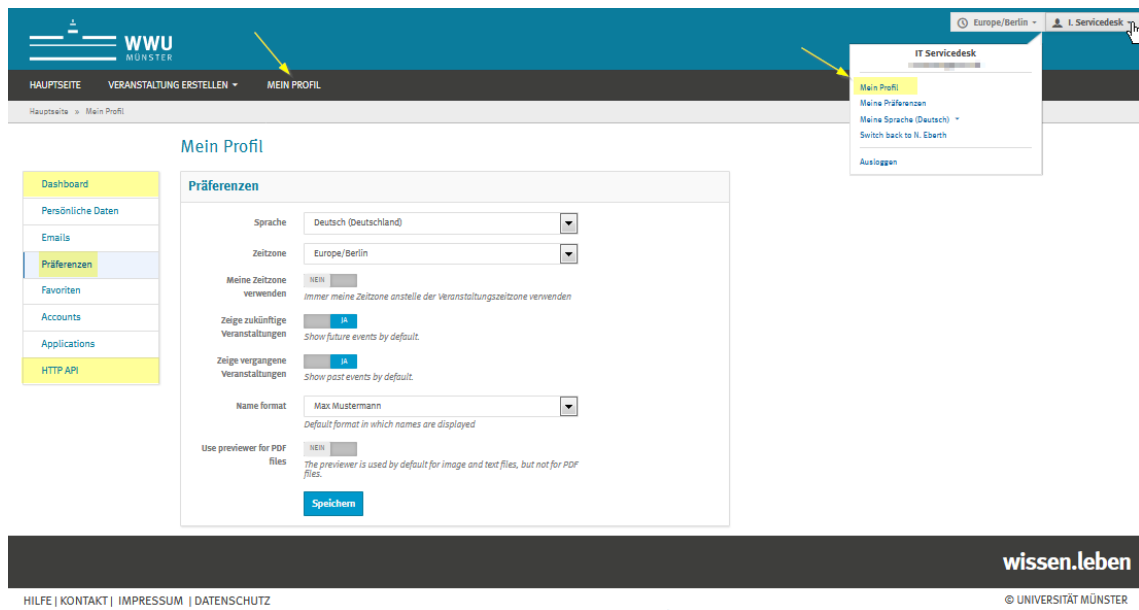 WWU
MÜNSTER
Europe/Berlin
I. Servicedesk
IT Servicedesk
Mein Profil
Meine Präferenzen
Meine Sprache (Deutsch)
Switch back to N. Eberth
Ausloggen
HAUPTSEITE VERANSTALTUNG ERSTELLEN MEIN PROFIL
Hauptseite » Mein Profil
Mein Profil
Dashboard
Persönliche Daten
Emails
Präferenzen
Favoriten
Accounts
Applications
HTTP API
Präferenzen
Sprache Deutsch (Deutschland)
Zeitzone Europe/Berlin
Meine Zeitzone
verwenden
NEIN
Immer meine Zeitzone anstelle der Veranstaltungszeitzone verwenden
Zeige zukünftige
Veranstaltungen
JA
Show future events by default.
Zeige vergangene
Veranstaltungen
JA
Show past events by default.
Name format Max Mustermann
Default format in which names are displayed
Use previewer for PDF
files
NEIN
The previewer is used by default for image and text files, but not for PDF
files.
Speichern
wissen.leben
HILFE | KONTAKT | IMPRESSUM | DATENSCHUTZ
© UNIVERSITÄT MÜNSTER